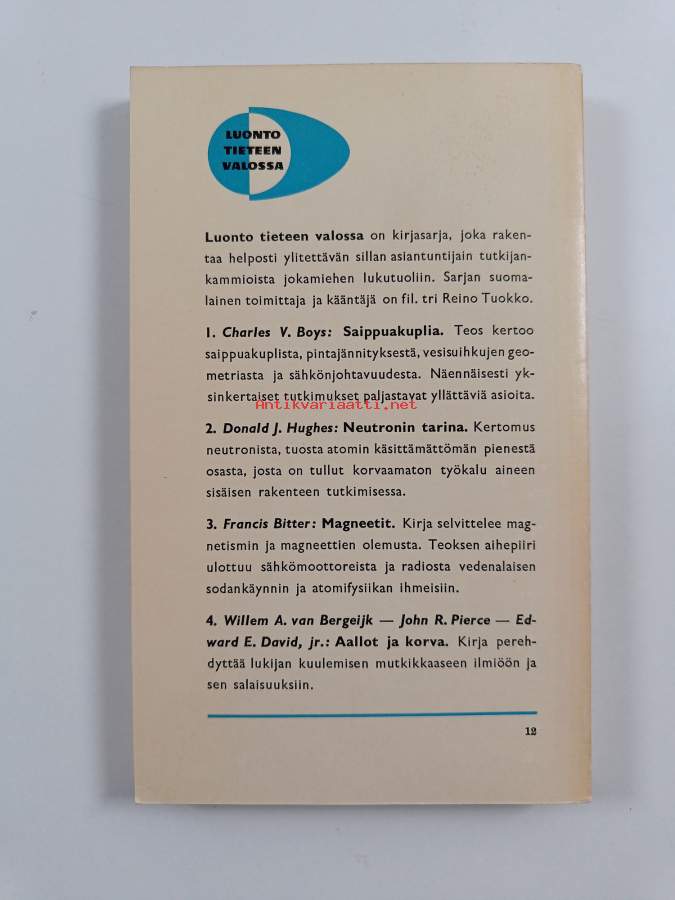 LUONTO
TIETEEN
VALOSSA
Luonto tieteen valossa on kirjasarja, joka raken-
taa helposti ylitettävän sillan asiantuntijain tutkijan-
kammioista jokamiehen lukutuoliin. Sarjan suoma-
lainen toimittaja ja kääntäjä on fil. tri Reino Tuokko.
1. Charles V. Boys: Saippuakuplia. Teos kertoo
saippuakuplista, pintajännityksestä, vesisuihkujen geo-
metriasta ja sähkönjohtavuudesta. Näennäisesti yk-
sinkertaiset tutkimukset paljastavat yllättäviä asioita.
Antikvariaatti.net
2. Donald J. Hughes: Neutronin tarina. Kertomus
neutronista, tuosta atomin käsittämättömän pienestä
osasta, josta on tullut korvaamaton työkalu aineen
sisäisen rakenteen tutkimisessa.
3. Francis Bitter: Magneetit. Kirja selvittelee mag-
netismin ja magneettien olemusta. Teoksen aihepiiri
ulottuu sähkömoottoreista ja radiosta vedenalaisen
sodankäynnin ja atomifysiikan ihmeisiin.
4. Willem A. van Bergeijk — John R. Pierce — Ed-
ward E. David, jr.: Aallot ja korva. Kirja pereh-
dyttää lukijan kuulemisen mutkikkaaseen ilmiöön ja
sen salaisuuksiin.
12